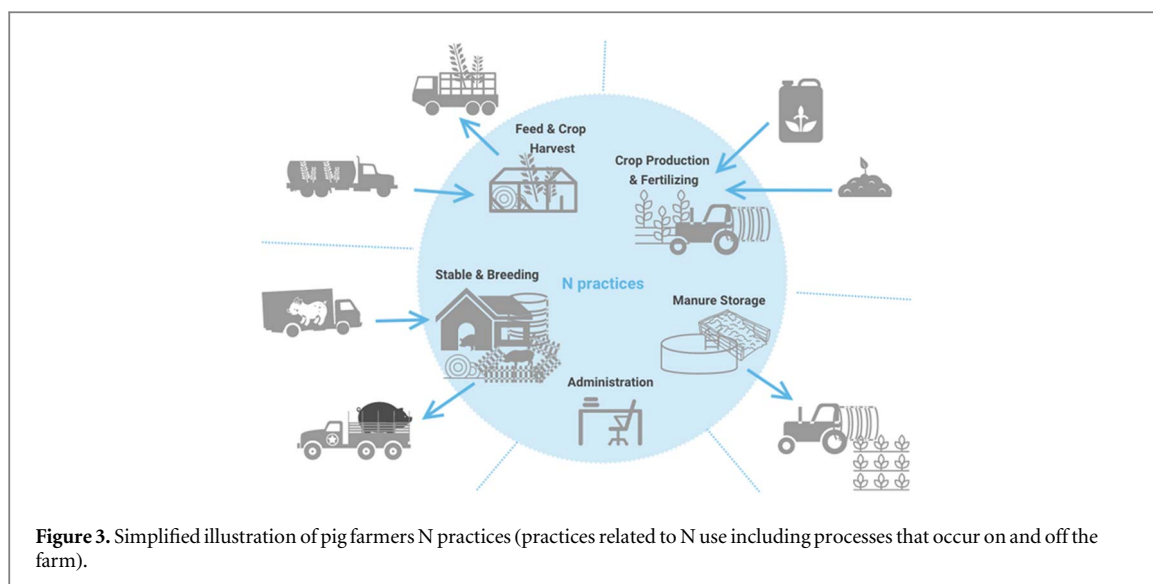 Feed & Crop
Harvest
Crop Production
& Fertilizing
Stable & Breeding
N practices
Manure Storage
Administration
Figure 3. Simplified illustration of pig farmers N practices (practices related to N use including processes that occur on and off the
farm).